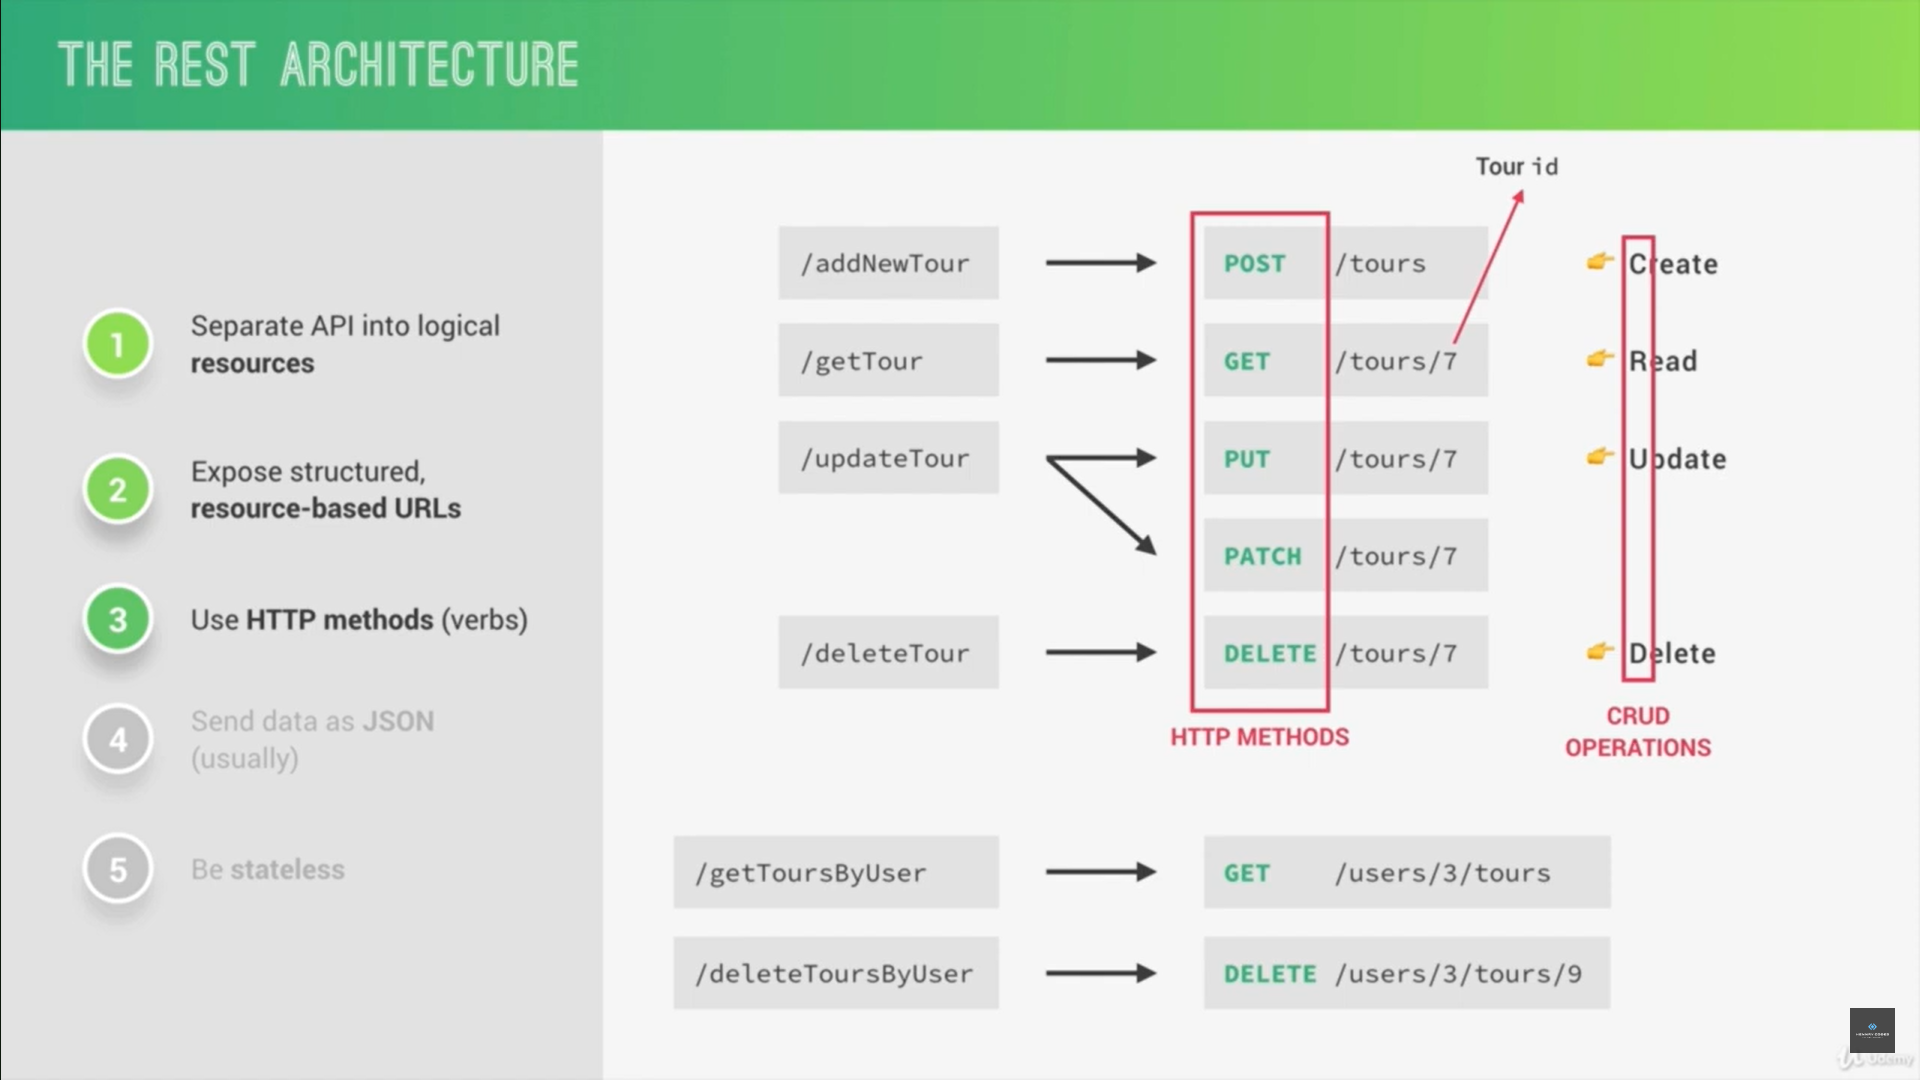 THE REST ARCHITECTURE
1
Separate API into logical
resources
2
Expose structured,
resource-based URLs
3
Use HTTP methods (verbs)
4
Send data as JSON
(usually)
5
Be stateless
Tour id
/addNewTour
POST /tours
Create
/getTour
GET /tours/7
Read
/updateTour
PUT /tours/7
Update
PATCH /tours/7
/deleteTour
DELETE /tours/7
Delete
HTTP METHODS
CRUD
OPERATIONS
/getToursByUser
GET /users/3/tours
/deleteToursByUser
DELETE /users/3/tours/9
Udemy